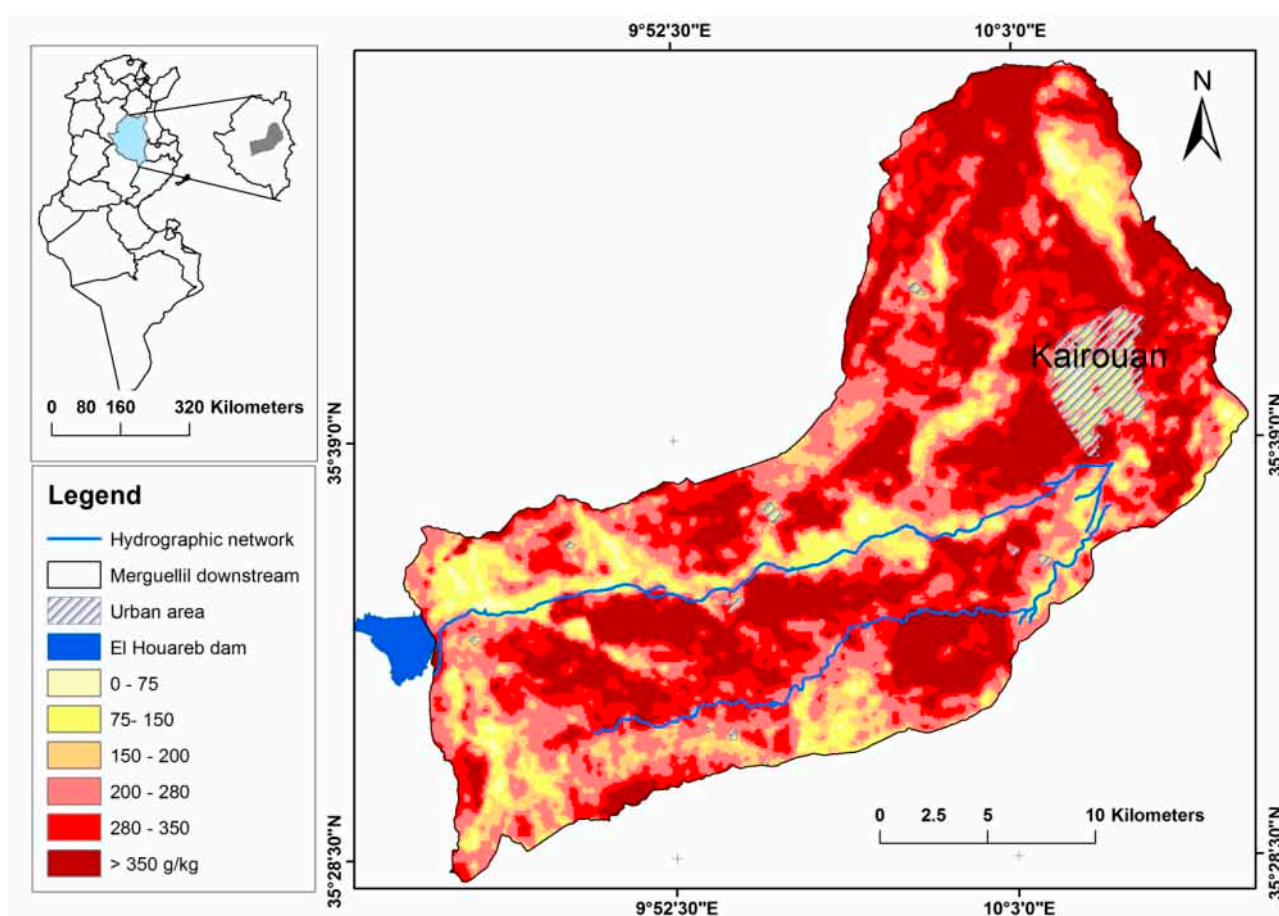 9°52'30"E 10°3'0"E
N
Kairouan
0 80 160 320 Kilometers
35°39'0"N
35°39'0"N
Legend
Hydrographic network
Merguellil downstream
Urban area
El Houareb dam
0 - 75
75- 150
150 - 200
200 - 280
280 - 350
> 350 g/kg
0 2.5 5 10 Kilometers
35°28'30"N
35°28'30"N
9°52'30"E 10°3'0"E